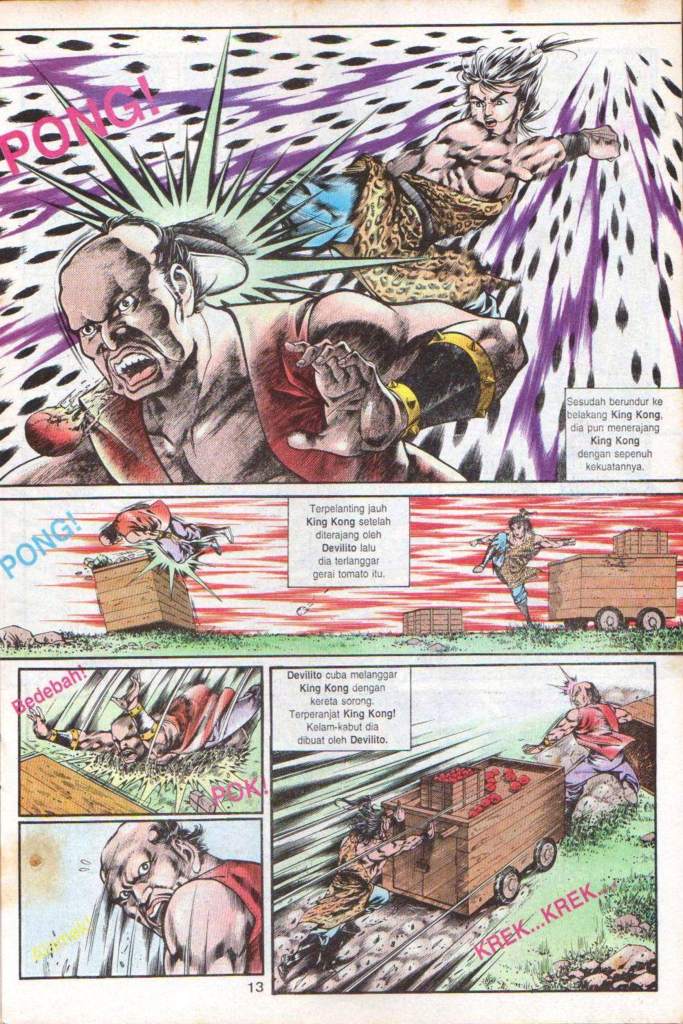 PONG!
Sesudah berundur ke
belakang King Kong,
dia pun menerajang
King Kong
dengan sepenuh
kekuatannya.
PONG!
Terpelanting jauh
King Kong setelah
diterajang oleh
Devilito lalu
dia terlanggar
gerai tomato itu.
Bedebah!
POK!
Devilito cuba melanggar
King Kong dengan
kereta sorong.
Terperanjat King Kong!
Kelam-kabut dia
dibuat oleh Devilito.
KREK...KREK...
13